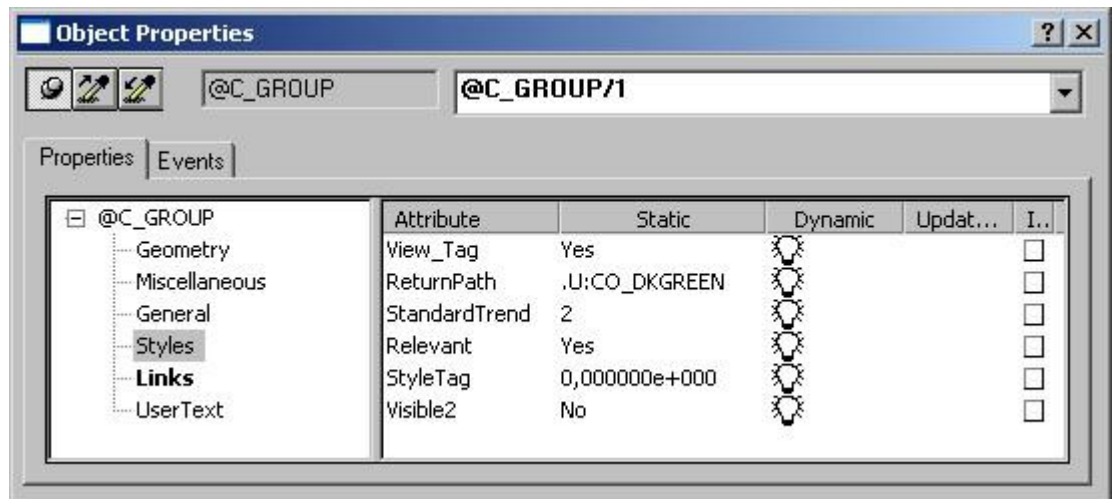 Object Properties
@C_GROUP @C_GROUP/1
Properties Events
@C_GROUP
Geometry
Miscellaneous
General
Styles
Links
UserText
Attribute Static Dynamic Updat... I..
View_Tag Yes
ReturnPath .U:CO_DKGREEN
StandardTrend 2
Relevant Yes
StyleTag 0,000000e+000
Visible2 No